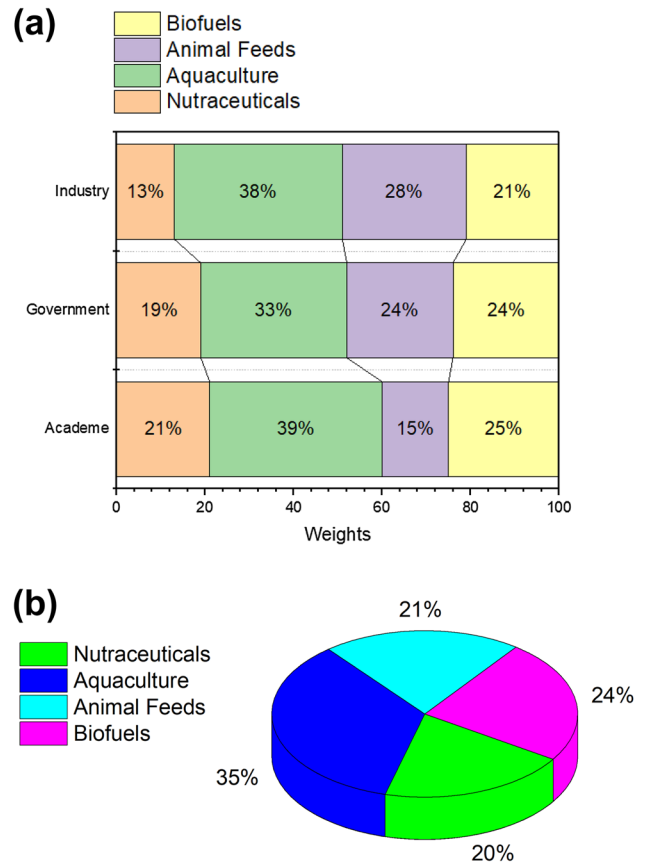 (a)
Biofuels
Animal Feeds
Aquaculture
Nutraceuticals
Industry
13% 38% 28% 21%
Government
19% 33% 24% 24%
Academe
21% 39% 15% 25%
0 20 40 60 80 100
Weights
(b)
Nutraceuticals
Aquaculture
Animal Feeds
Biofuels
21%
24%
35%
20%